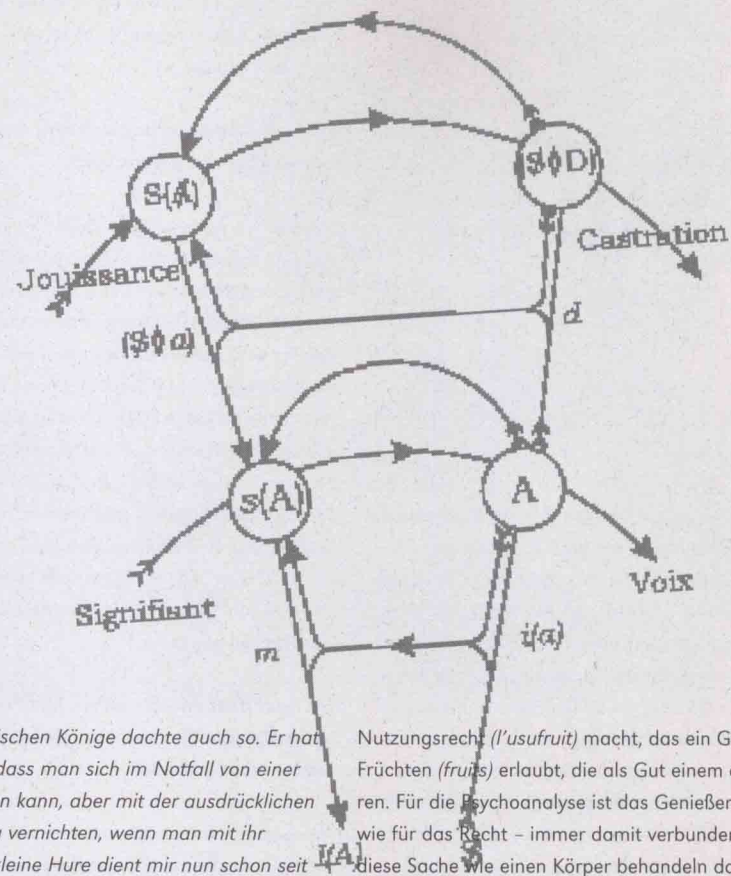 S(Ⱥ)
($◊D)
Jouissance
Castration
($◊a)
d
s(A)
A
Signifiant
Voix
m
i(a)
ischen Könige dachte auch so. Er hat
dass man sich im Notfall von einer
n kann, aber mit der ausdrücklichen
vernichten, wenn man mit ihr
kleine Hure dient mir nun schon seit
I(A)
$
Nutzungsrecht (l'usufruit) macht, das ein G
Früchten (fruits) erlaubt, die als Gut einem
ren. Für die Psychoanalyse ist das Genießen
wie für das Recht – immer damit verbunden
diese Sache wie einen Körper behandeln